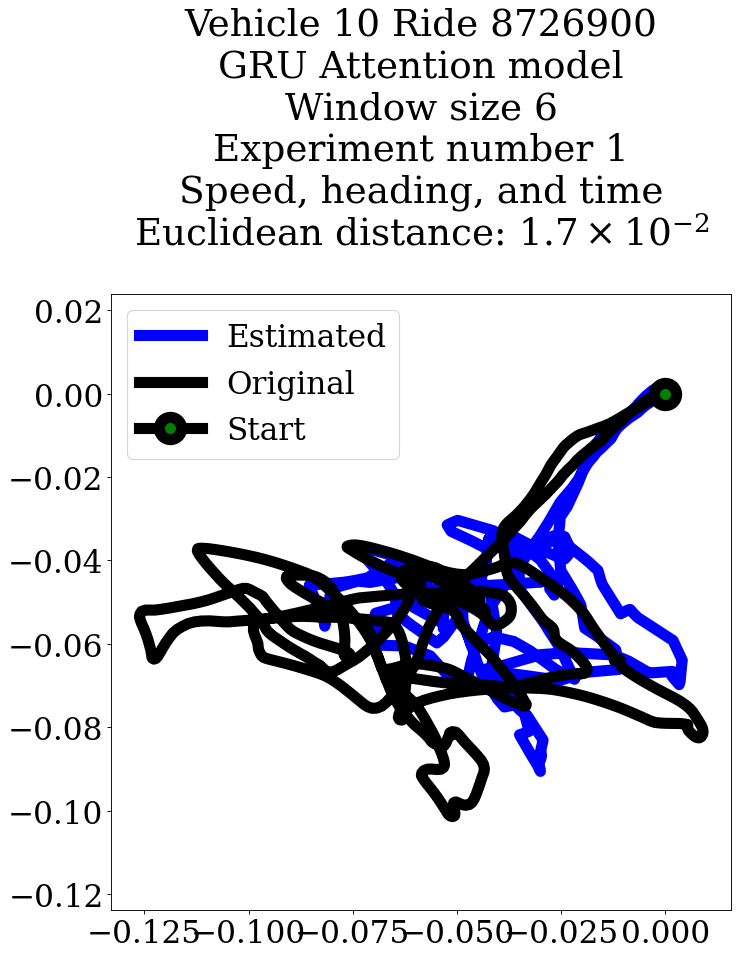 Vehicle 10 Ride 8726900
GRU Attention model
Window size 6
Experiment number 1
Speed, heading, and time
Euclidean distance: 1.7 × 10⁻²
Estimated
Original
Start
0.02
0.00
−0.02
−0.04
−0.06
−0.08
−0.10
−0.12
−0.125 −0.100 −0.075 −0.050 −0.025 0.000